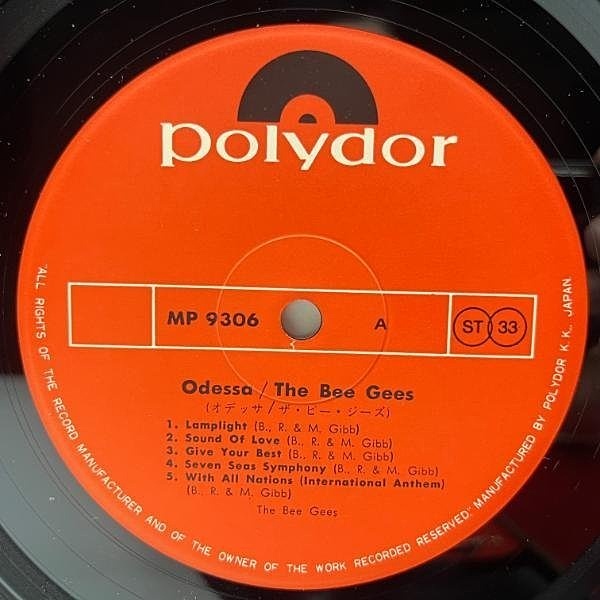 polydor
MP 9306 A ST 33
Odessa / The Bee Gees
(オデッサ/ザ・ビー・ジーズ)
1. Lamplight (B., R. & M. Gibb)
2. Sound Of Love (B., R. & M. Gibb)
3. Give Your Best (B., R. & M. Gibb)
4. Seven Seas Symphony (B., R. & M. Gibb)
5. With All Nations (International Anthem)
(B., R. & M. Gibb)
The Bee Gees
"ALL RIGHTS OF THE RECORD MANUFACTURER AND OF THE OWNER OF THE WORK RECORDED RESERVED." MANUFACTURED BY POLYDOR K.K., JAPAN